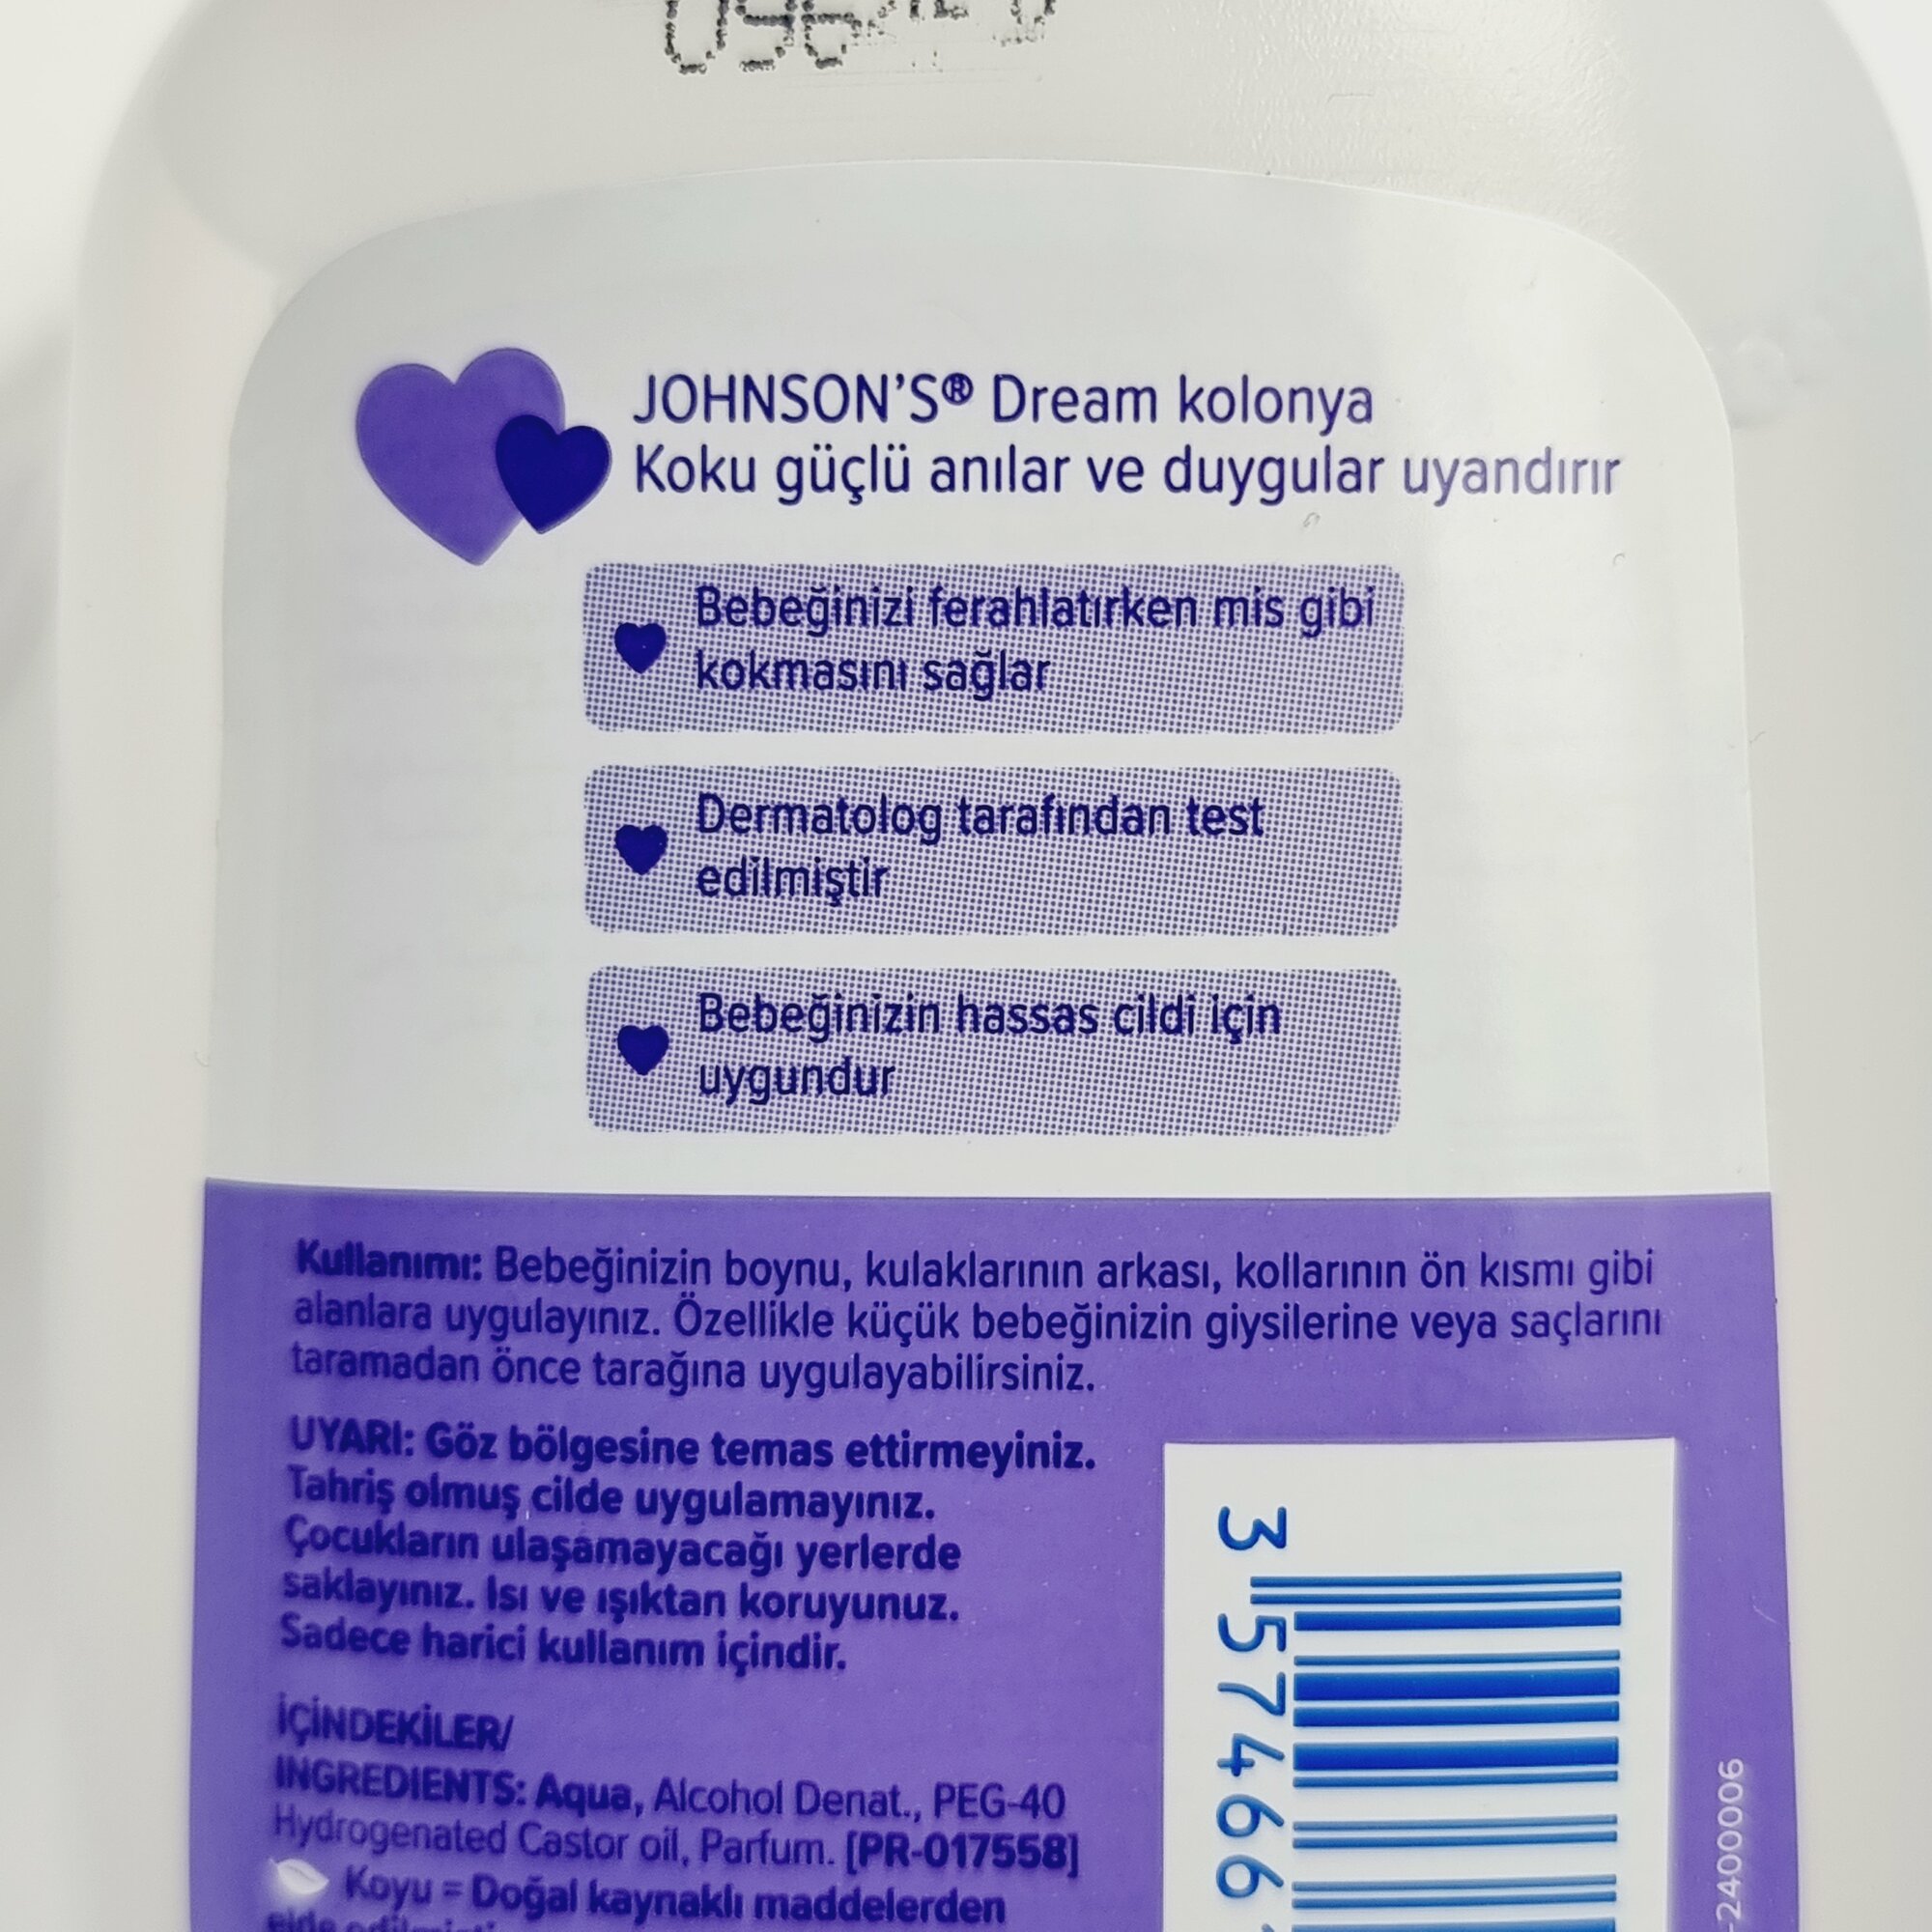 JOHNSON'S® Dream kolonya
Koku güçlü anılar ve duygular uyandırır
Bebeğinizi ferahlatırken mis gibi
kokmasını sağlar
Dermatolog tarafından test
edilmiştir
Bebeğinizin hassas cildi için
uygundur
Kullanımı: Bebeğinizin boynu, kulaklarının arkası, kollarının ön kısmı gibi
alanlara uygulayınız. Özellikle küçük bebeğinizin giysilerine veya saçlarını
taramadan önce tarağına uygulayabilirsiniz.
UYARI: Göz bölgesine temas ettirmeyiniz.
Tahriş olmuş cilde uygulamayınız.
Çocukların ulaşamayacağı yerlerde
saklayınız. Isı ve ışıktan koruyunuz.
Sadece harici kullanım içindir.
İÇİNDEKİLER/
INGREDIENTS: Aqua, Alcohol Denat., PEG-40
Hydrogenated Castor oil, Parfum. [PR-017558]
Koyu = Doğal kaynaklı maddelerden
3 57466
-2400006